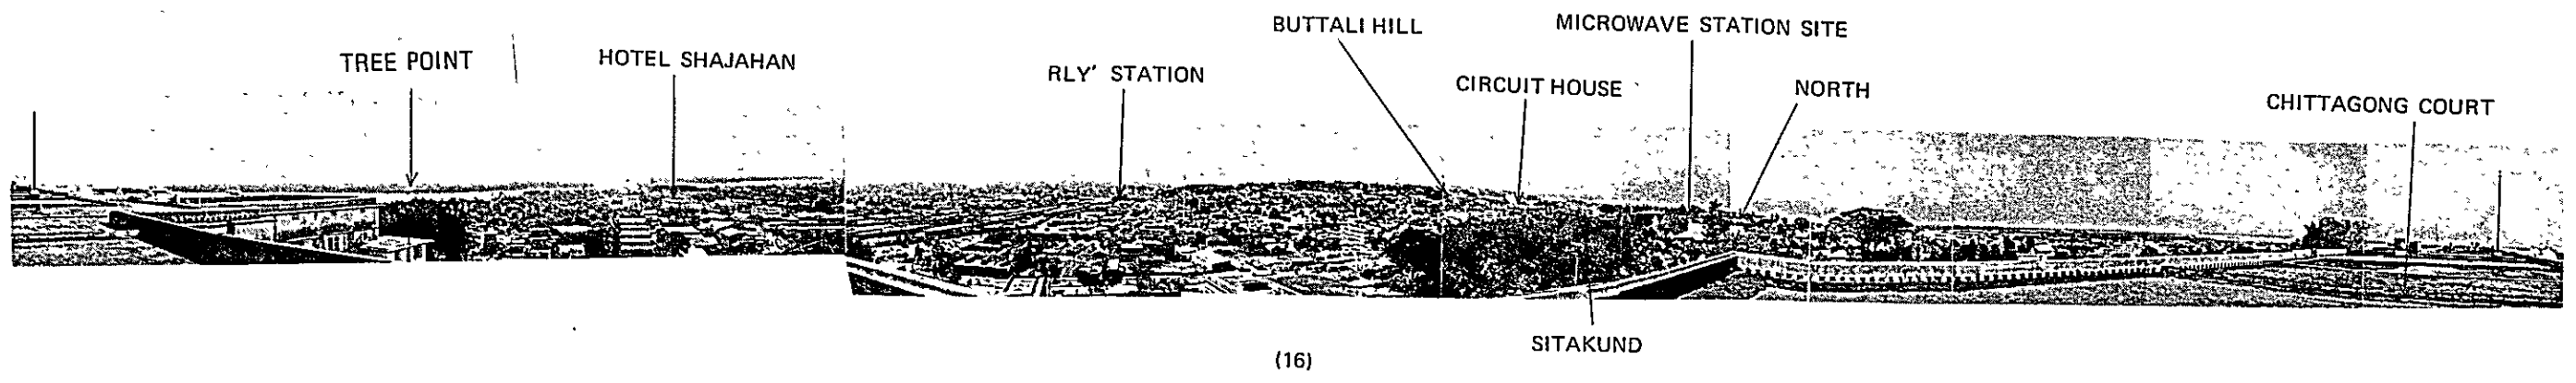 TREE POINT
HOTEL SHAJAHAN
RLY' STATION
BUTTALI HILL
CIRCUIT HOUSE
MICROWAVE STATION SITE
NORTH
CHITTAGONG COURT
SITAKUND
(16)